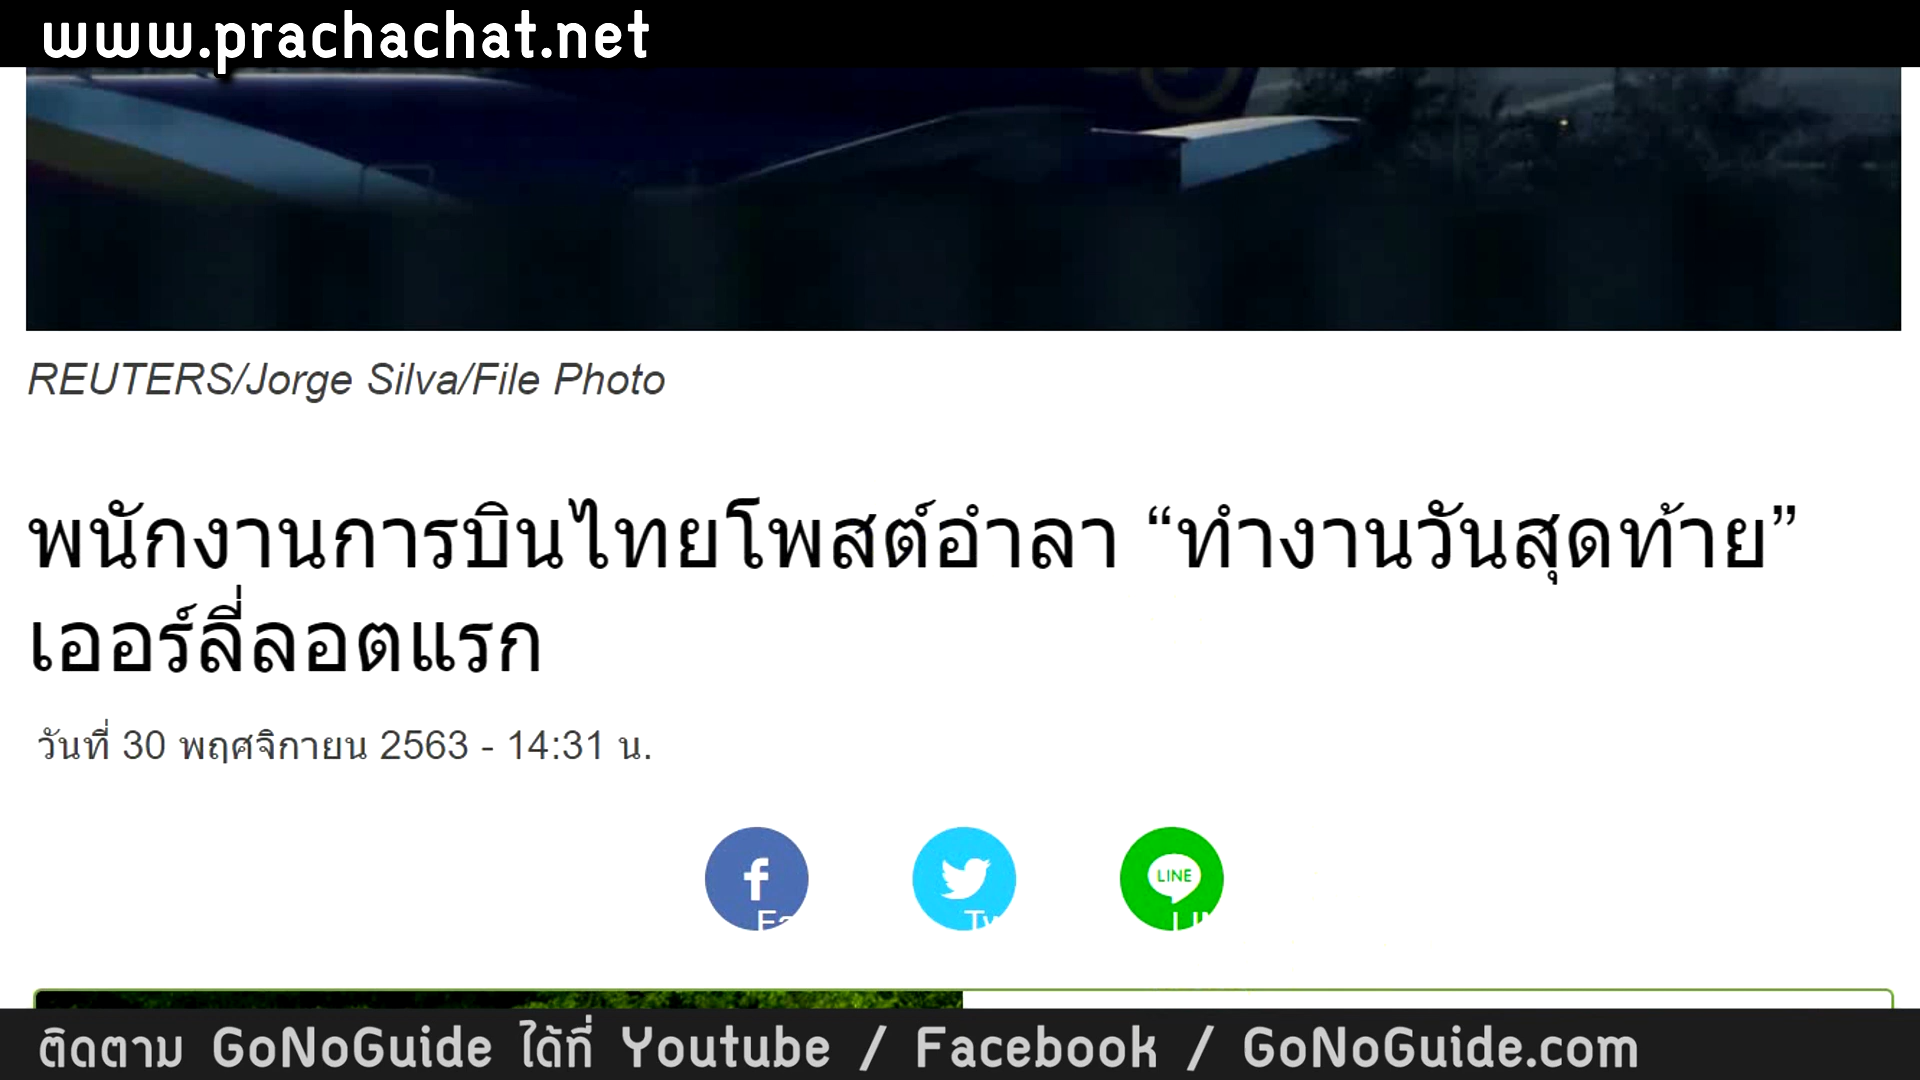 www.prachachat.net
REUTERS/Jorge Silva/File Photo
พนักงานการบินไทยโพสต์อำลา “ทำงานวันสุดท้าย”
เออร์ลี่ลอตแรก
วันที่ 30 พฤศจิกายน 2563 - 14:31 น.
LINE
ติดตาม GoNoGuide ได้ที่ Youtube / Facebook / GoNoGuide.com